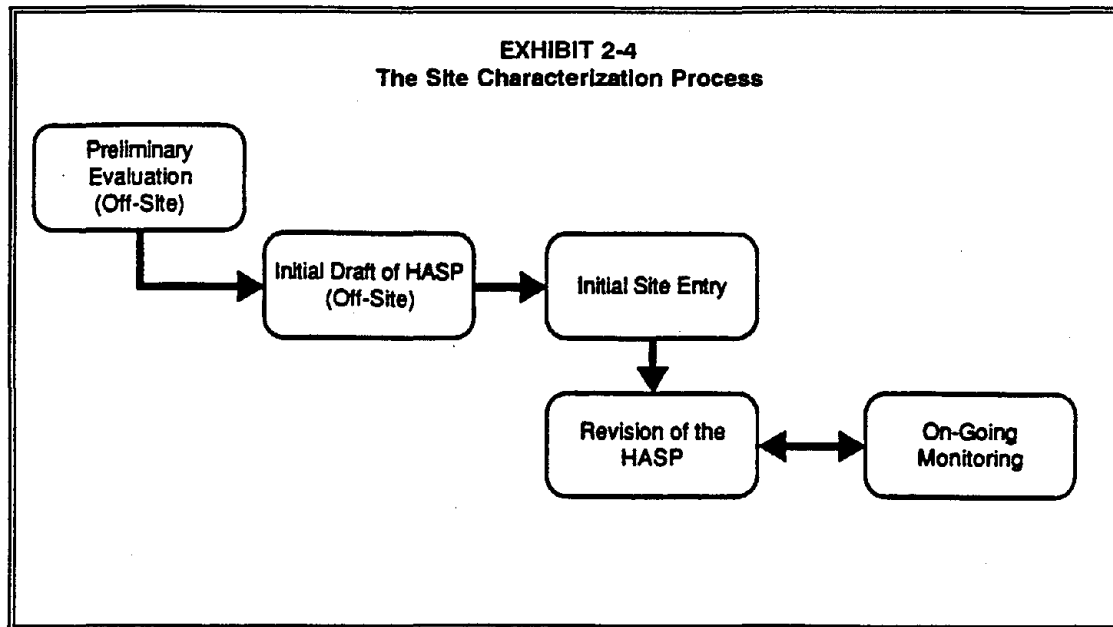 EXHIBIT 2-4
The Site Characterization Process
Preliminary
Evaluation
(Off-Site)
Initial Draft of HASP
(Off-Site)
Initial Site Entry
Revision of the
HASP
On-Going
Monitoring